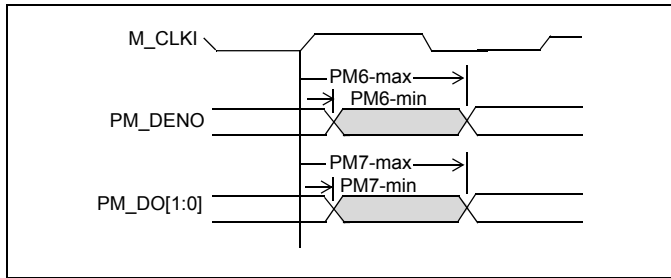 M_CLKI
PM6-max
PM6-min
PM_DENO
PM7-max
PM7-min
PM_DO[1:0]